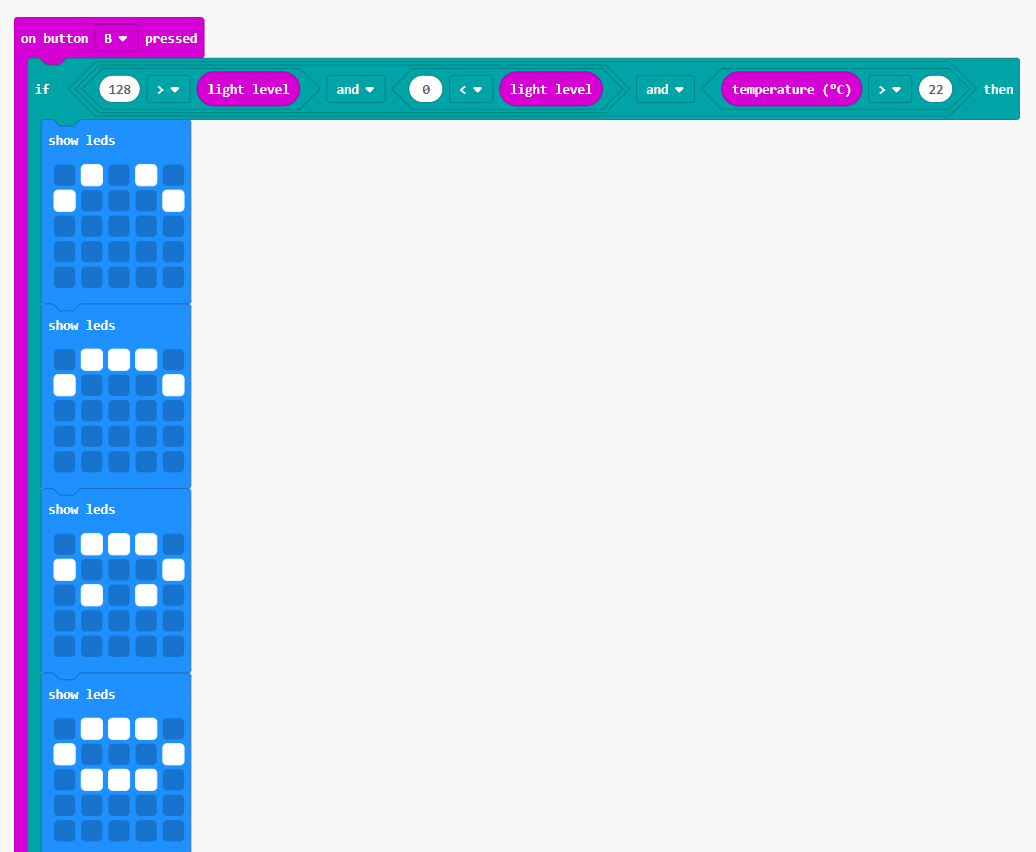 on button B pressed
if 128 > light level and 0 < light level and temperature (ºC) > 22 then
show leds
show leds
show leds
show leds